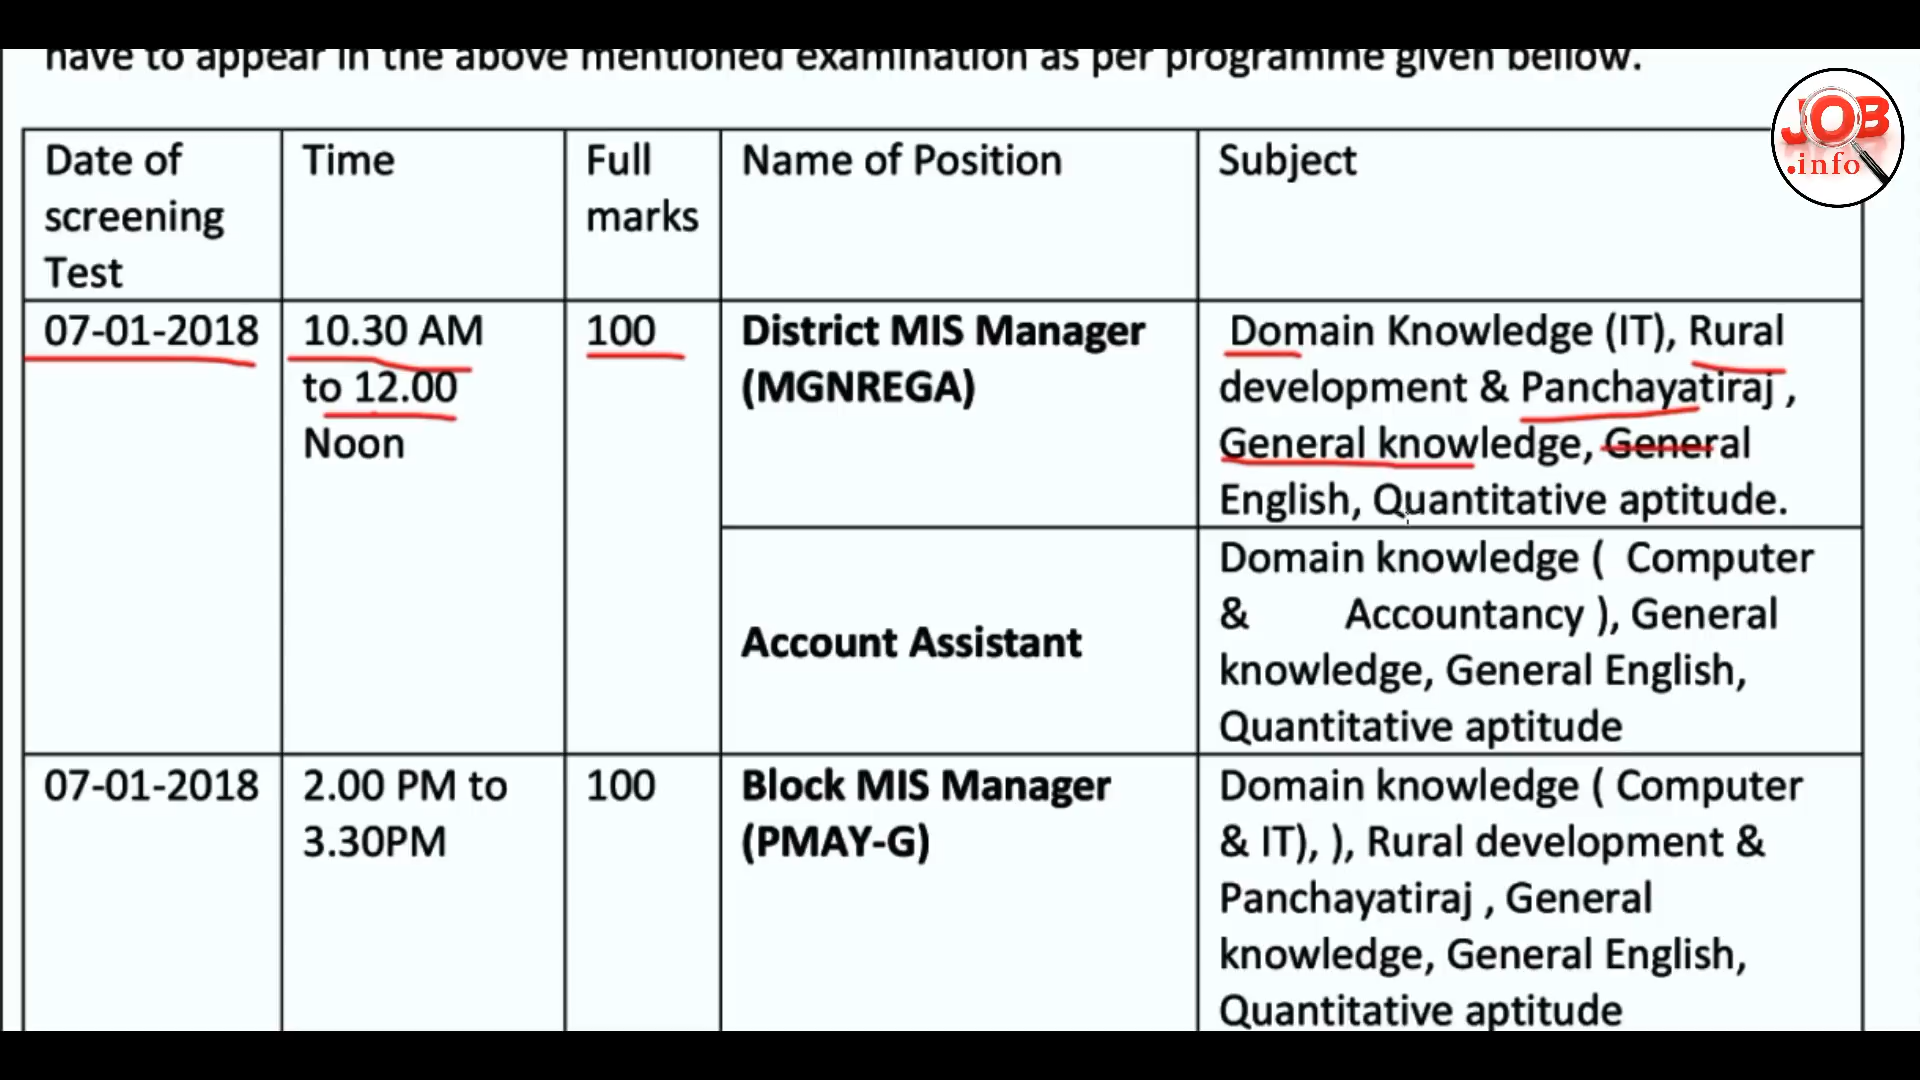 have to appear in the above mentioned examination as per programme given bellow.
JOB
.info
Date of
screening
Test
Time
Full
marks
Name of Position
Subject
07-01-2018
10.30 AM
to 12.00
Noon
100
District MIS Manager
(MGNREGA)
Domain Knowledge (IT), Rural
development & Panchayatiraj ,
General knowledge, General
English, Quantitative aptitude.
Account Assistant
Domain knowledge ( Computer
& Accountancy ), General
knowledge, General English,
Quantitative aptitude
07-01-2018
2.00 PM to
3.30PM
100
Block MIS Manager
(PMAY-G)
Domain knowledge ( Computer
& IT), ), Rural development &
Panchayatiraj , General
knowledge, General English,
Quantitative aptitude